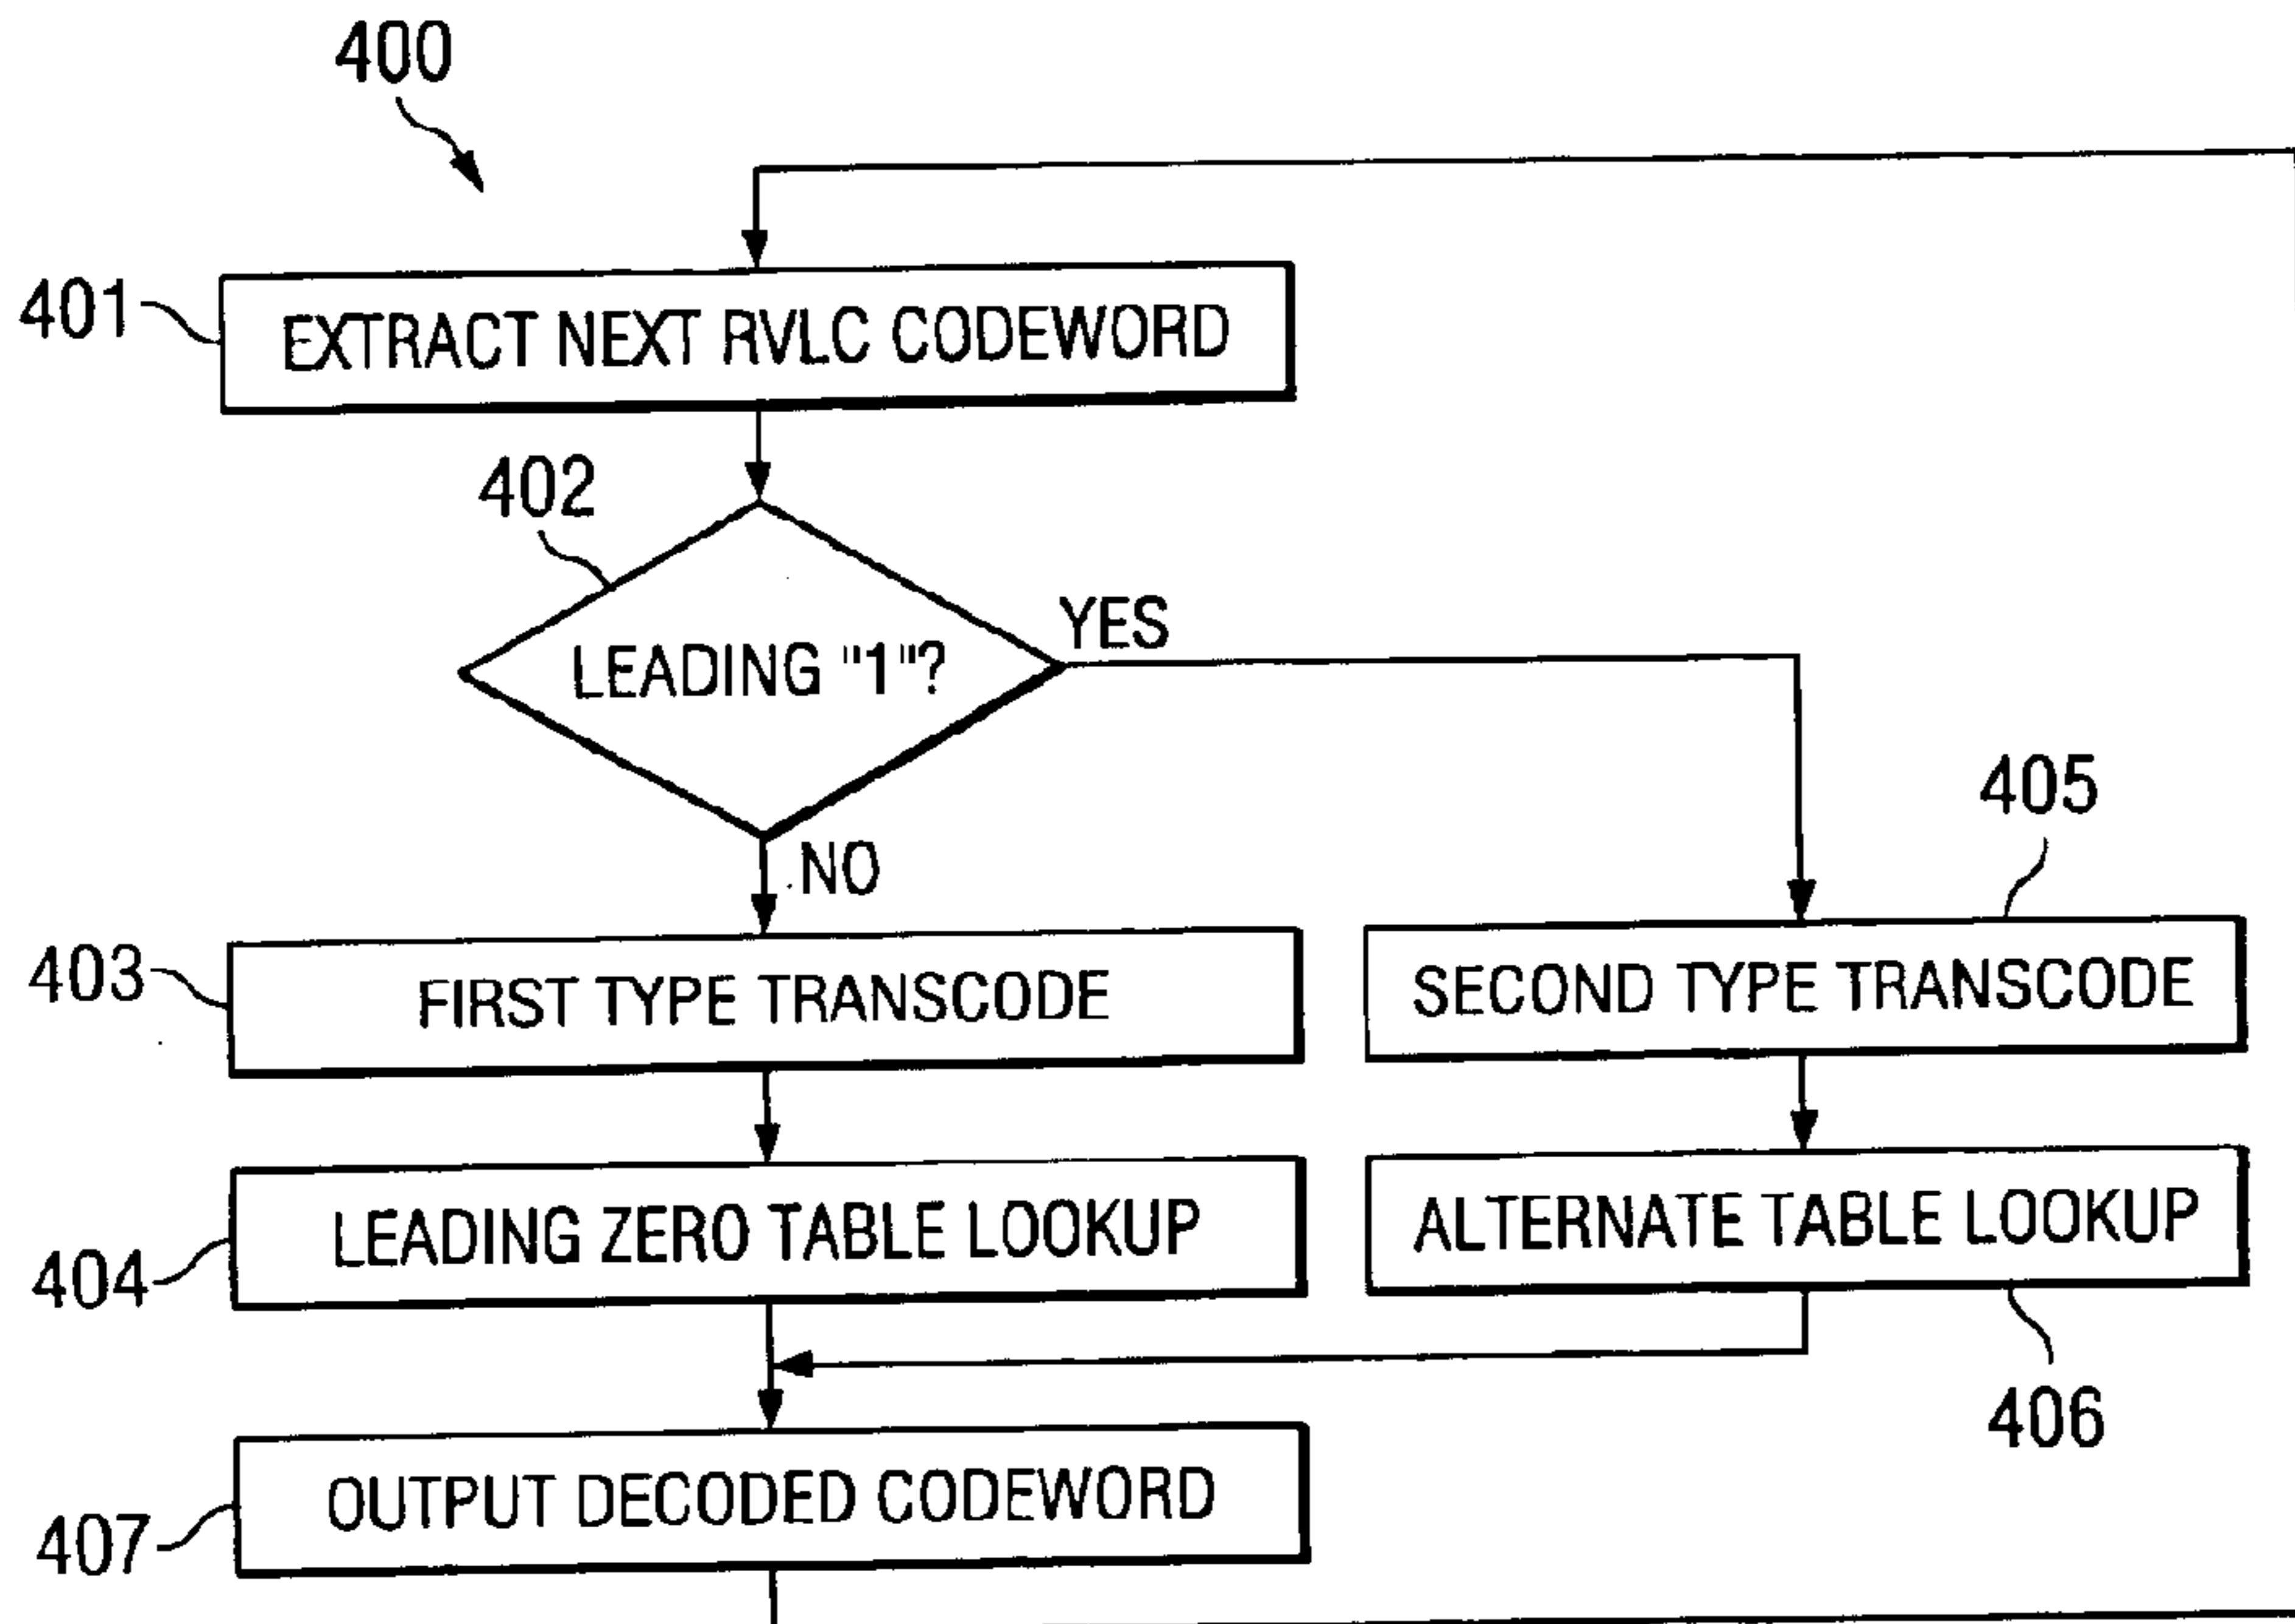 400
401
EXTRACT NEXT RVLC CODEWORD
402
LEADING "1"?
YES
NO
405
403
FIRST TYPE TRANSCODE
SECOND TYPE TRANSCODE
404
LEADING ZERO TABLE LOOKUP
ALTERNATE TABLE LOOKUP
406
407
OUTPUT DECODED CODEWORD